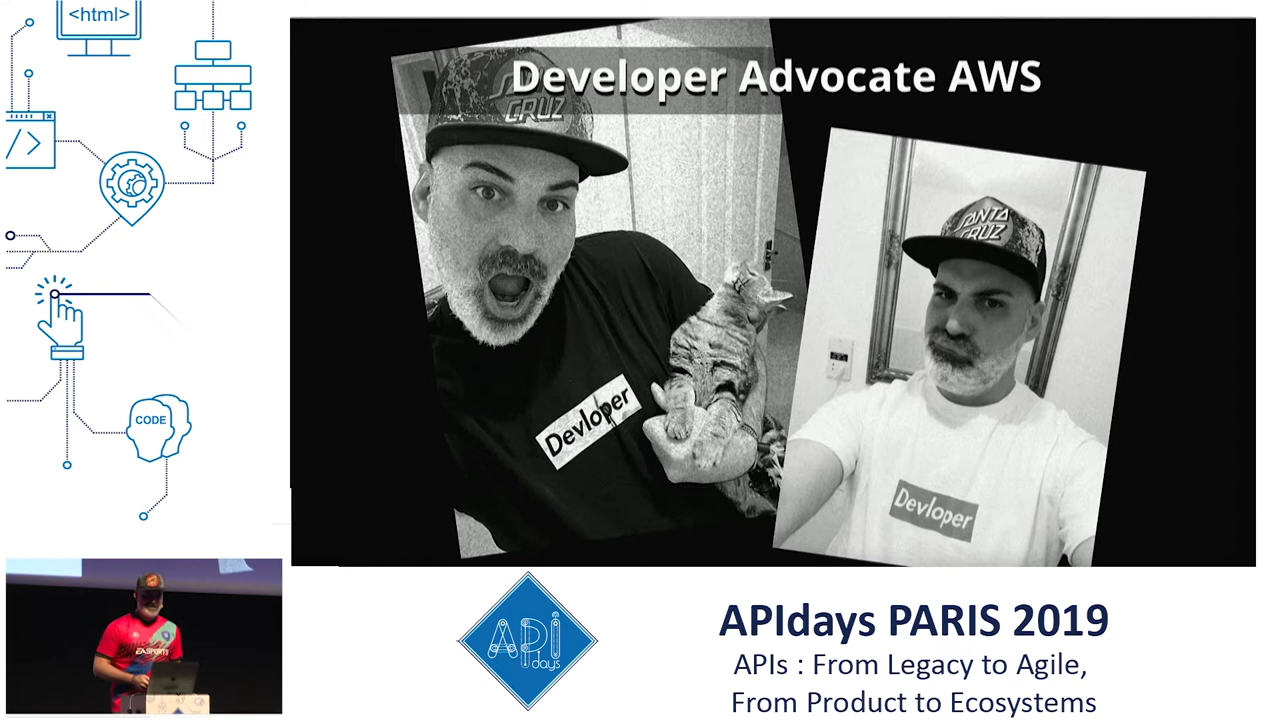 <html>
</>
CODE
Developer Advocate AWS
SANTA
CRUZ
Devloper
SANTA
CRUZ
Devloper
EA SPORTS
API
days
APIdays PARIS 2019
APIs : From Legacy to Agile,
From Product to Ecosystems